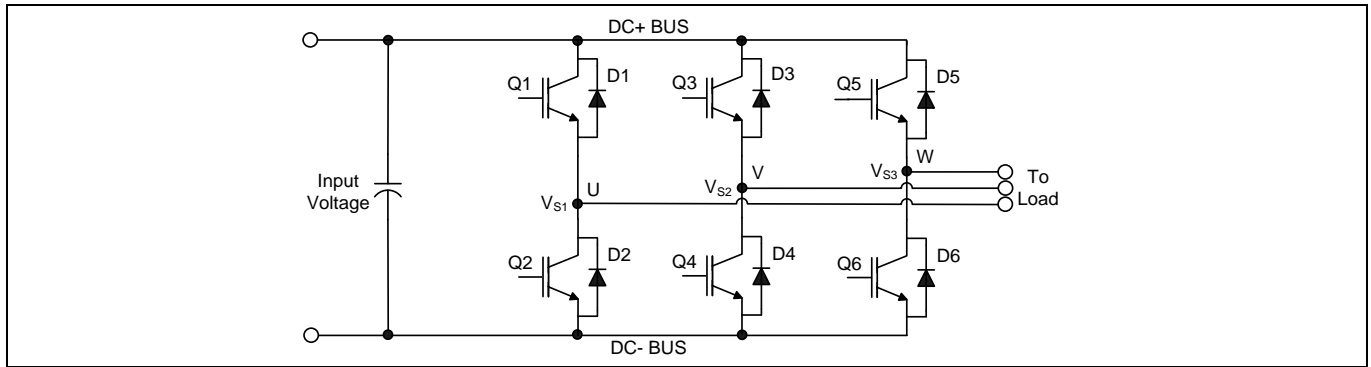 DC+ BUS
Q1
D1
Q3
D3
Q5
D5
Input
Voltage
VS1
U
VS2
V
VS3
W
To
Load
Q2
D2
Q4
D4
Q6
D6
DC- BUS